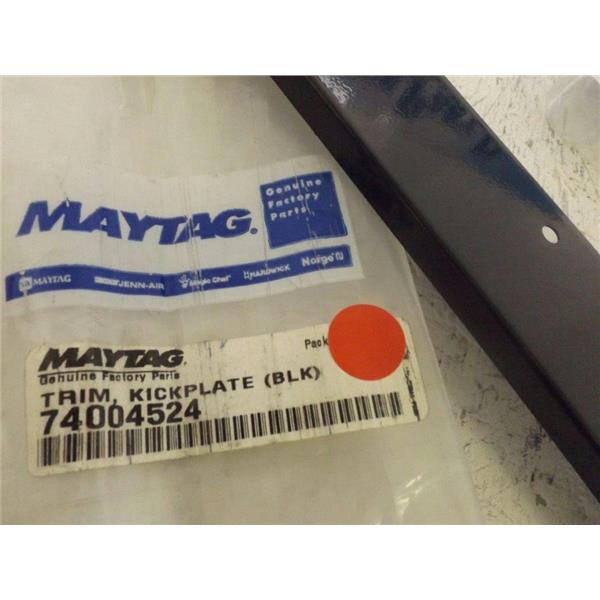 MAYTAG.
Genuine
Factory
Parts
MAYTAG JENN-AIR Magic Chef HARDWICK Norge
MAYTAG. Pack
Genuine Factory Parts
TRIM, KICKPLATE (BLK)
74004524